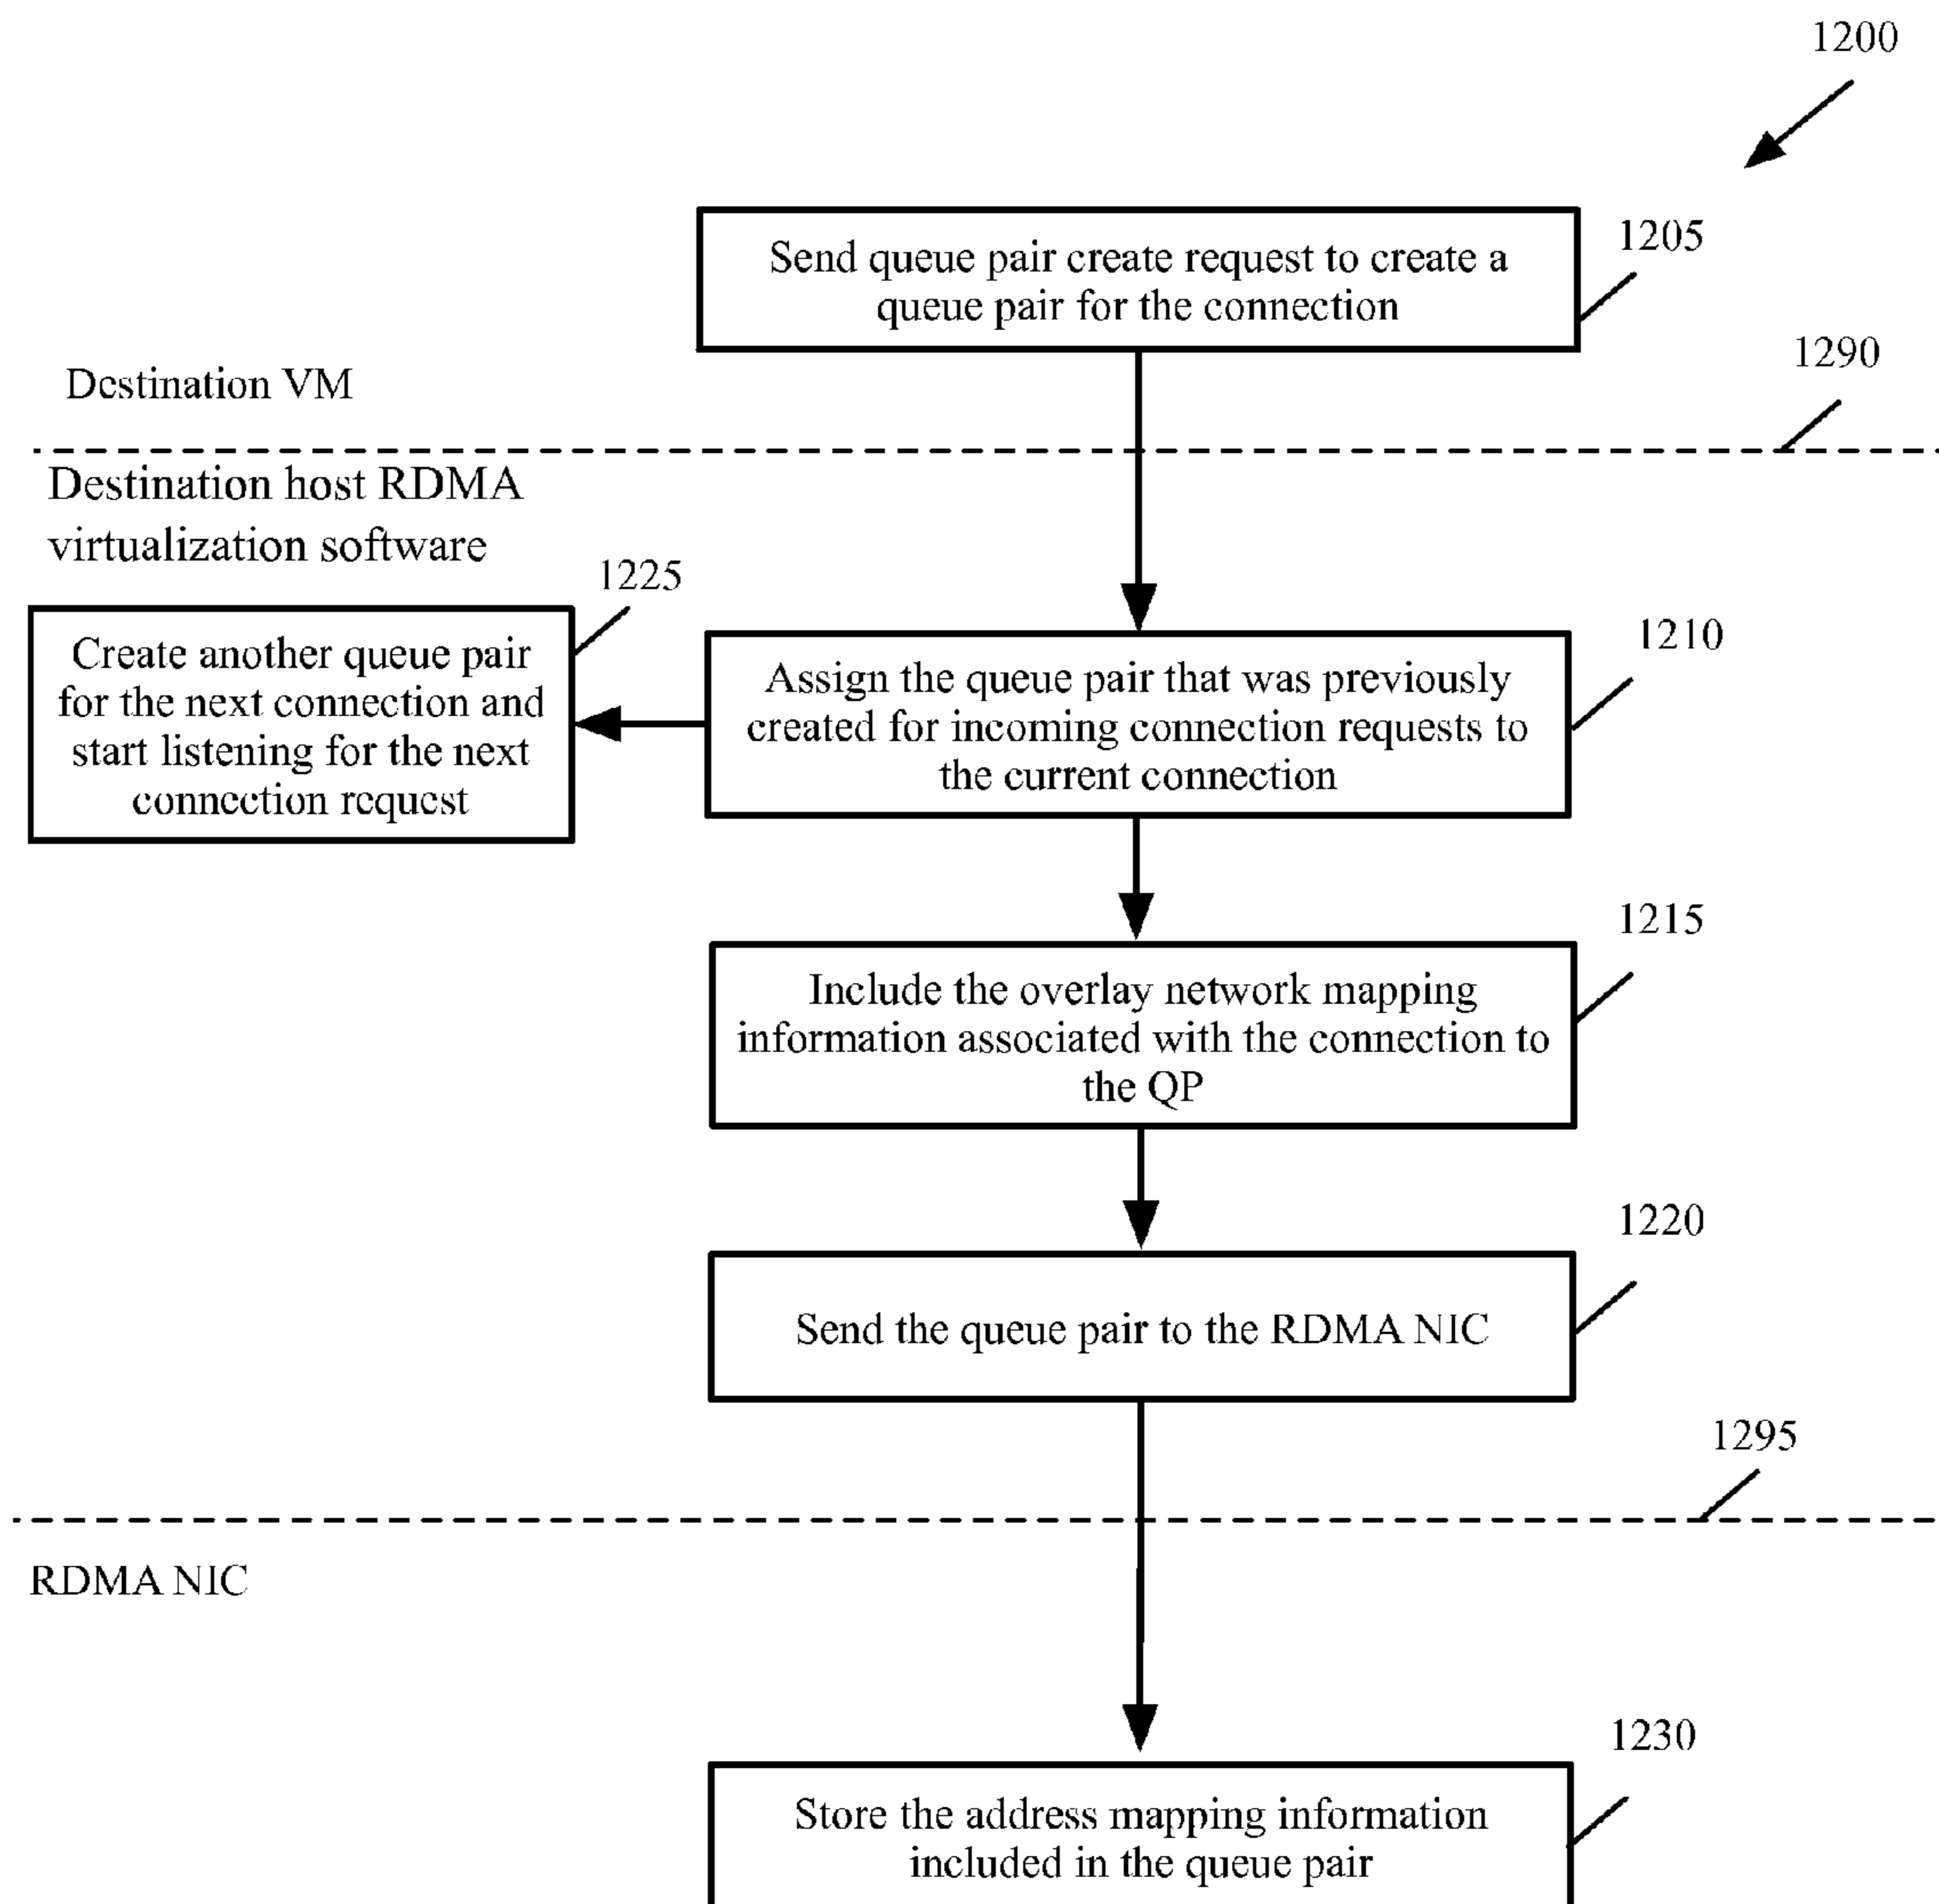 1200
Send queue pair create request to create a
queue pair for the connection
1205
1290
Destination VM
Destination host RDMA
virtualization software
1225
Create another queue pair
for the next connection and
start listening for the next
connection request
1210
Assign the queue pair that was previously
created for incoming connection requests to
the current connection
1215
Include the overlay network mapping
information associated with the connection to
the QP
1220
Send the queue pair to the RDMA NIC
1295
RDMA NIC
1230
Store the address mapping information
included in the queue pair